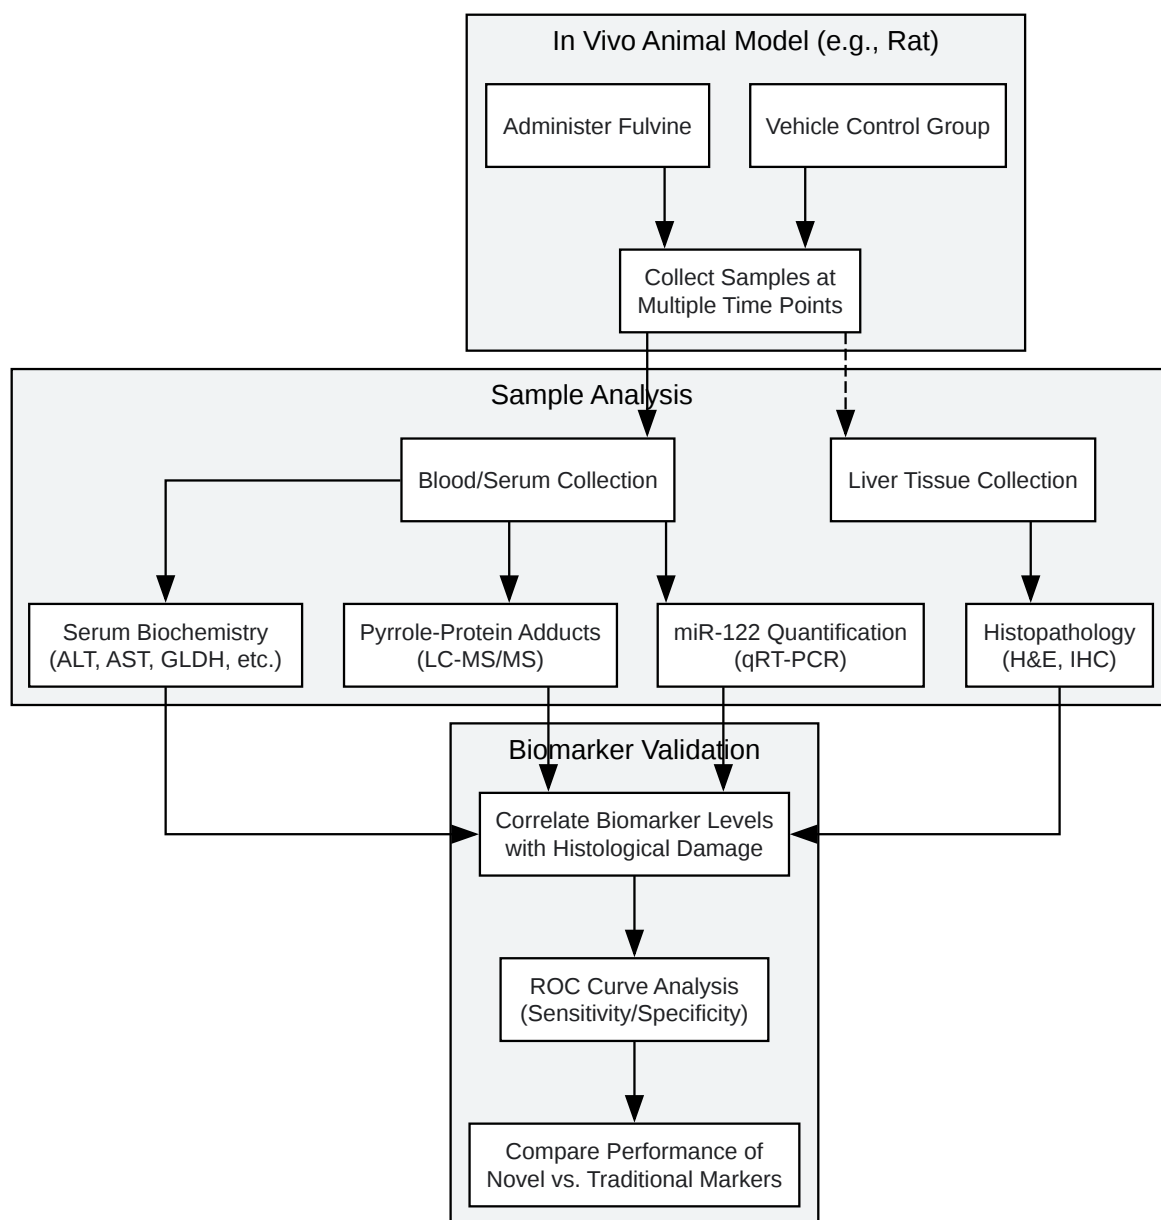 In Vivo Animal Model (e.g., Rat)
Administer Fulvine
Vehicle Control Group
Collect Samples at
Multiple Time Points
Sample Analysis
Blood/Serum Collection
Liver Tissue Collection
Serum Biochemistry
(ALT, AST, GLDH, etc.)
Pyrrole-Protein Adducts
(LC-MS/MS)
miR-122 Quantification
(qRT-PCR)
Histopathology
(H&E, IHC)
Biomarker Validation
Correlate Biomarker Levels
with Histological Damage
ROC Curve Analysis
(Sensitivity/Specificity)
Compare Performance of
Novel vs. Traditional Markers